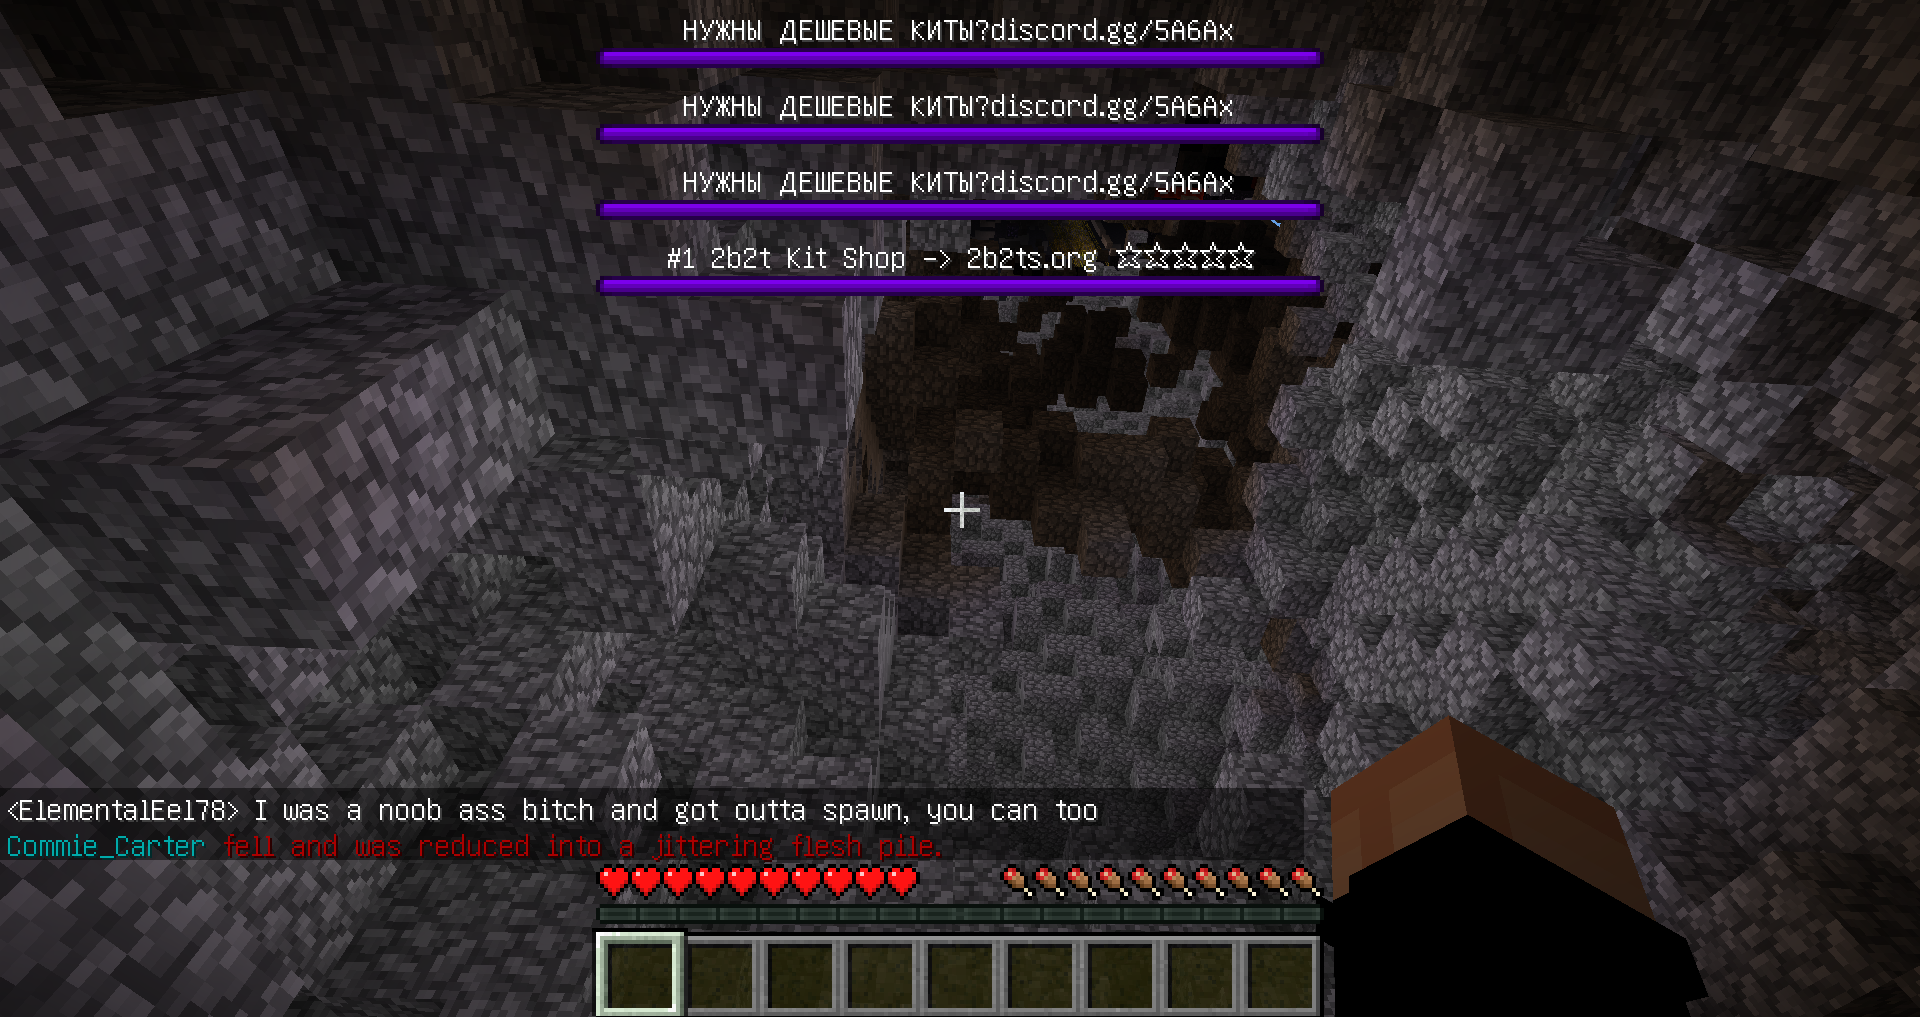 НУЖНЫ ДЕШЕВЫЕ КИТЫ?discord.gg/5A6Ax
НУЖНЫ ДЕШЕВЫЕ КИТЫ?discord.gg/5A6Ax
НУЖНЫ ДЕШЕВЫЕ КИТЫ?discord.gg/5A6Ax
#1 2b2t Kit Shop -> 2b2ts.org ☆☆☆☆☆
<ElementalEel78> I was a noob ass bitch and got outta spawn, you can too
Commie_Carter fell and was reduced into a jittering flesh pile.